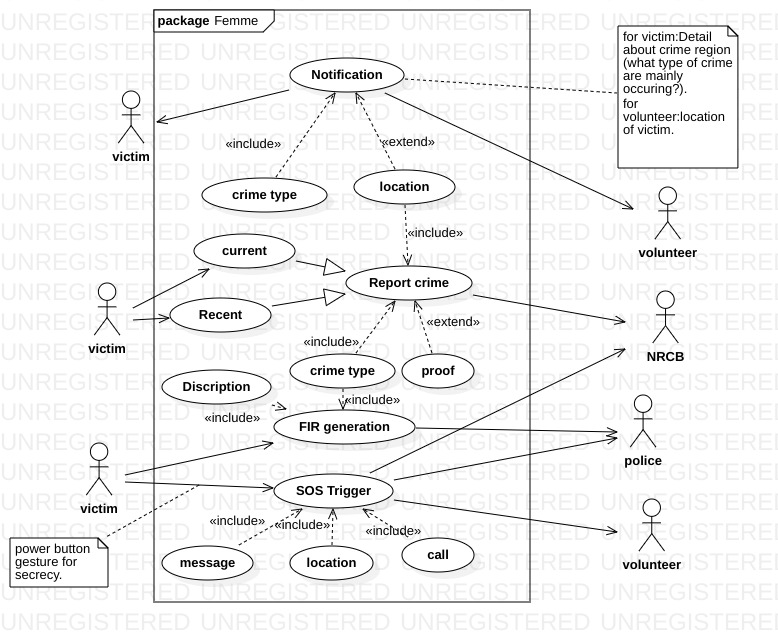 package Femme
for victim:Detail
about crime region
(what type of crime
are mainly
occuring?).
for
volunteer:location
of victim.
Notification
victim
«include»
«extend»
crime type
location
volunteer
«include»
current
Report crime
Recent
victim
NRCB
«include»
«extend»
crime type
proof
Discription
«include»
«include»
FIR generation
police
victim
SOS Trigger
«include»
«include»
«include»
power button
gesture for
secrecy.
message
location
call
volunteer
UNREGISTERED UNREGISTERED UNREGISTERED UNREGISTERED